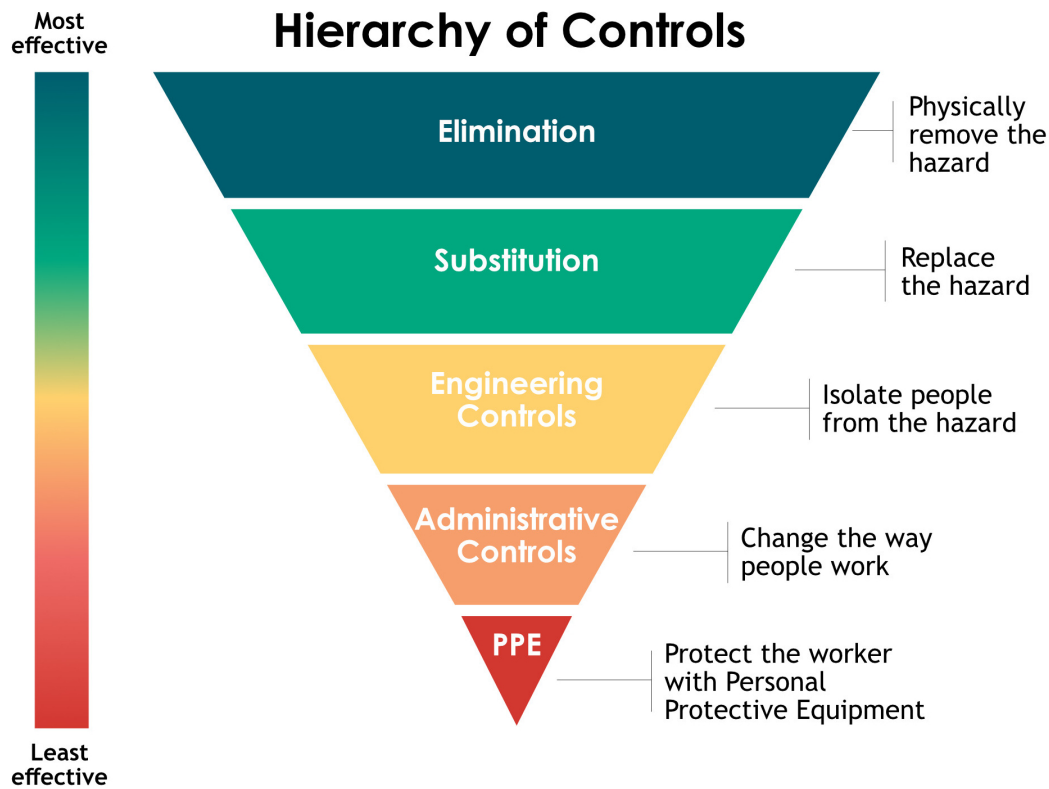 Most
effective
Hierarchy of Controls
Elimination
Physically
remove the
hazard
Substitution
Replace
the hazard
Engineering
Controls
Isolate people
from the hazard
Administrative
Controls
Change the way
people work
PPE
Protect the worker
with Personal
Protective Equipment
Least
effective